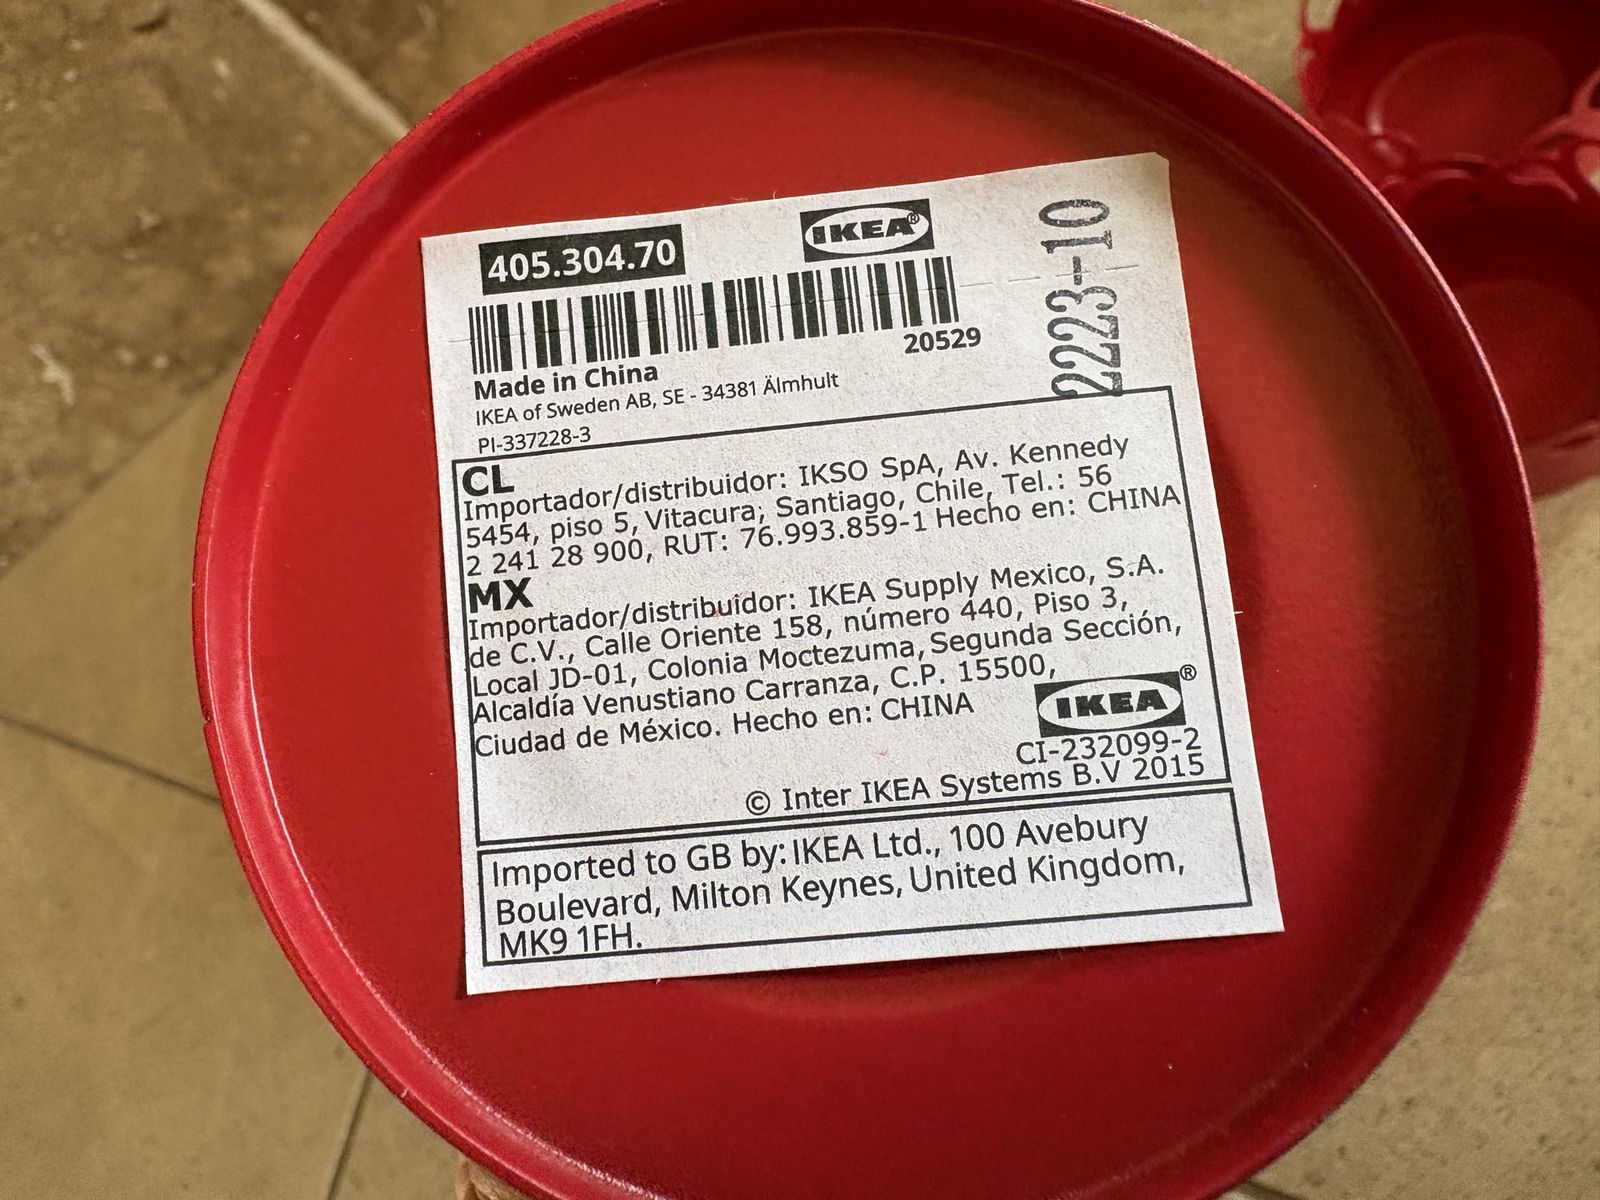 405.304.70
IKEA®
2223-10
20529
Made in China
IKEA of Sweden AB, SE - 34381 Älmhult
PI-337228-3
CL
Importador/distribuidor: IKSO SpA, Av. Kennedy
5454, piso 5, Vitacura; Santiago, Chile, Tel.: 56
2 241 28 900, RUT: 76.993.859-1 Hecho en: CHINA
MX
Importador/distribuidor: IKEA Supply Mexico, S.A.
de C.V., Calle Oriente 158, número 440, Piso 3,
Local JD-01, Colonia Moctezuma, Segunda Sección,
Alcaldía Venustiano Carranza, C.P. 15500,
Ciudad de México. Hecho en: CHINA
IKEA®
CI-232099-2
© Inter IKEA Systems B.V 2015
Imported to GB by: IKEA Ltd., 100 Avebury
Boulevard, Milton Keynes, United Kingdom,
MK9 1FH.